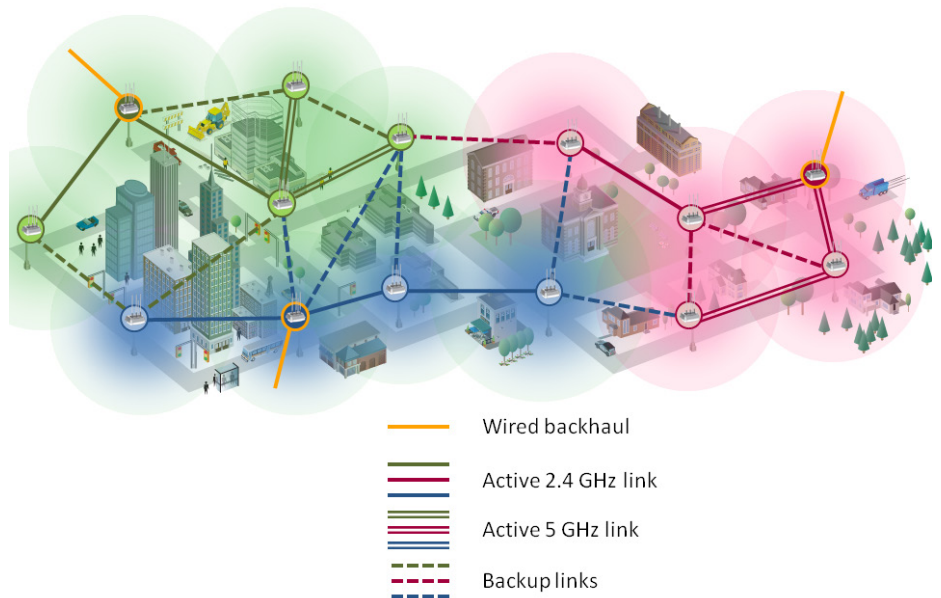 Wired backhaul
Active 2.4 GHz link
Active 5 GHz link
Backup links